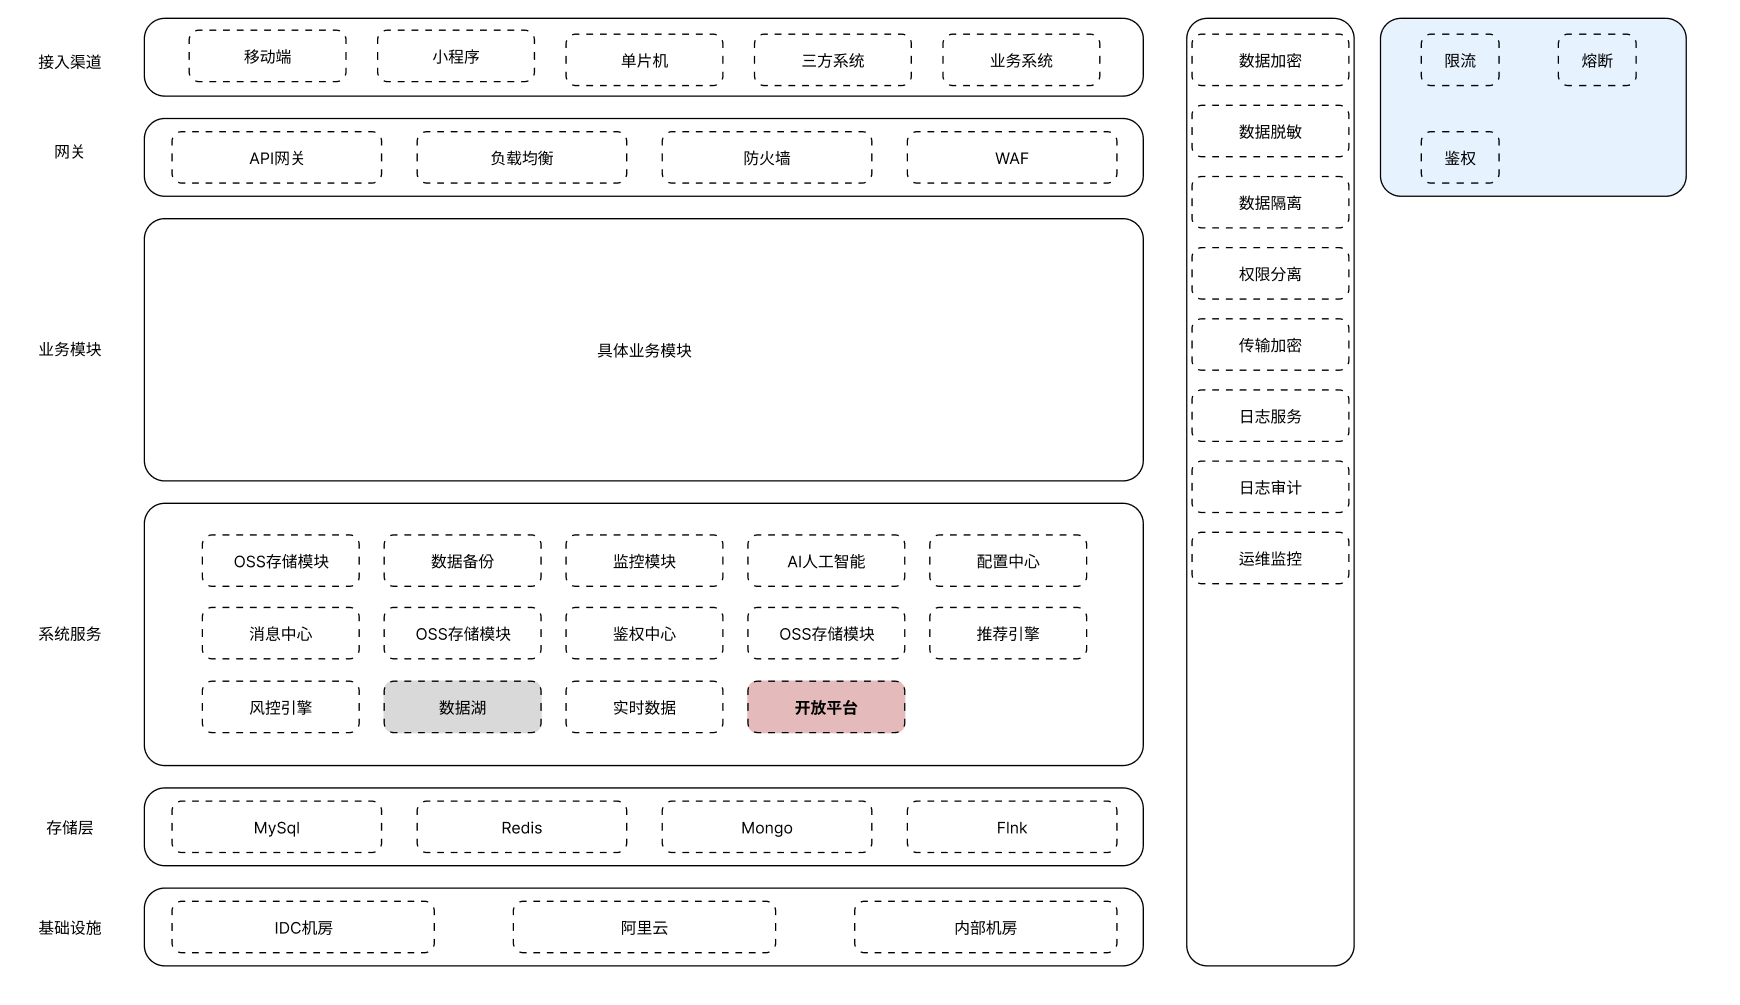 接入渠道
移动端
小程序
单片机
三方系统
业务系统
网关
API网关
负载均衡
防火墙
WAF
业务模块
具体业务模块
系统服务
OSS存储模块
数据备份
监控模块
AI人工智能
配置中心
消息中心
OSS存储模块
鉴权中心
OSS存储模块
推荐引擎
风控引擎
数据湖
实时数据
开放平台
存储层
MySql
Redis
Mongo
Flnk
基础设施
IDC机房
阿里云
内部机房
数据加密
数据脱敏
数据隔离
权限分离
传输加密
日志服务
日志审计
运维监控
限流
熔断
鉴权